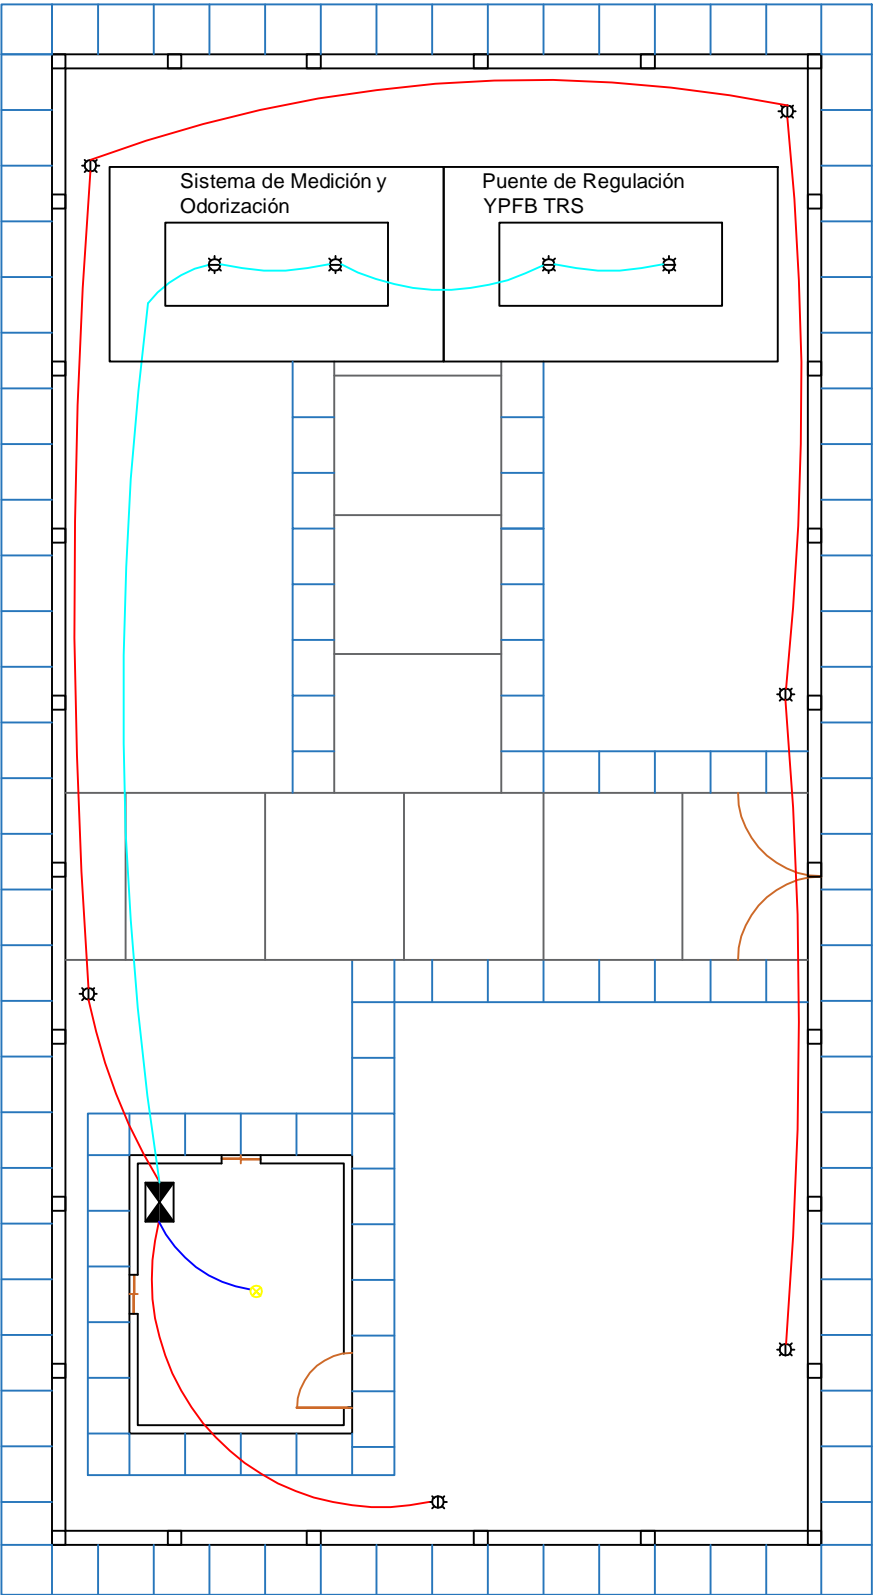 Sistema de Medición y
Odorización
Puente de Regulación
YPFB TRS